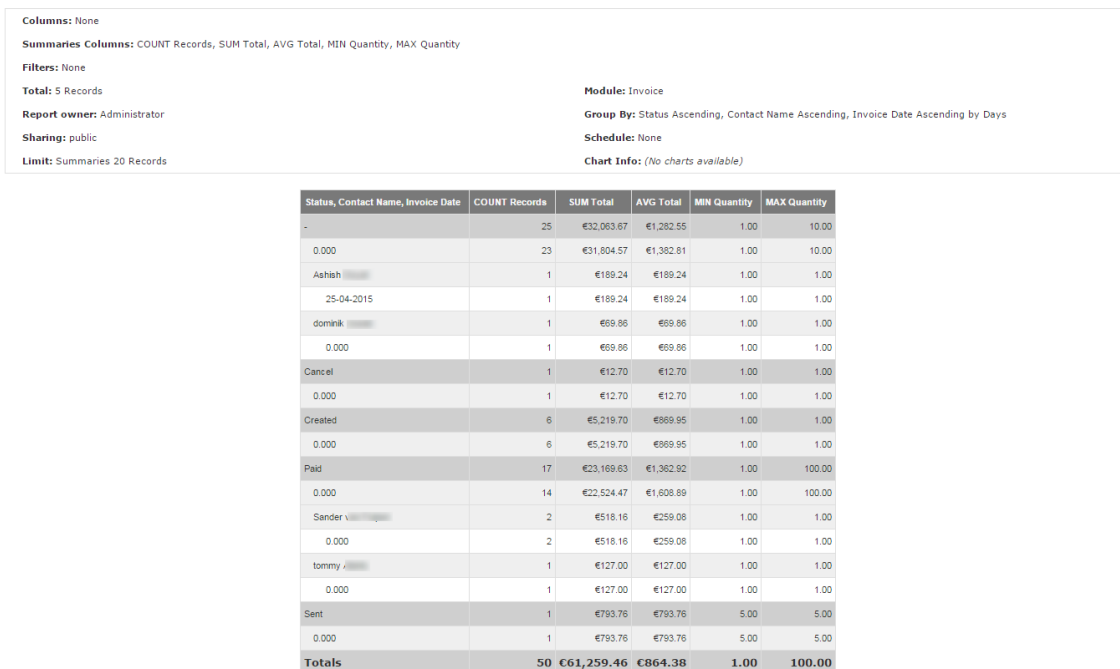 Columns: None
Summaries Columns: COUNT Records, SUM Total, AVG Total, MIN Quantity, MAX Quantity
Filters: None
Total: 5 Records Module: Invoice
Report owner: Administrator Group By: Status Ascending, Contact Name Ascending, Invoice Date Ascending by Days
Sharing: public Schedule: None
Limit: Summaries 20 Records Chart Info: (No charts available)
Status, Contact Name, Invoice Date COUNT Records SUM Total AVG Total MIN Quantity MAX Quantity
- 25 €32,063.67 €1,282.55 1.00 10.00
0.000 23 €31,804.57 €1,382.81 1.00 10.00
Ashish 1 €189.24 €189.24 1.00 1.00
25-04-2015 1 €189.24 €189.24 1.00 1.00
dominik 1 €69.86 €69.86 1.00 1.00
0.000 1 €69.86 €69.86 1.00 1.00
Cancel 1 €12.70 €12.70 1.00 1.00
0.000 1 €12.70 €12.70 1.00 1.00
Created 6 €5,219.70 €869.95 1.00 1.00
0.000 6 €5,219.70 €869.95 1.00 1.00
Paid 17 €23,169.63 €1,362.92 1.00 100.00
0.000 14 €22,524.47 €1,608.89 1.00 100.00
Sander 2 €518.16 €259.08 1.00 1.00
0.000 2 €518.16 €259.08 1.00 1.00
tommy 1 €127.00 €127.00 1.00 1.00
0.000 1 €127.00 €127.00 1.00 1.00
Sent 1 €793.76 €793.76 5.00 5.00
0.000 1 €793.76 €793.76 5.00 5.00
Totals 50 €61,259.46 €864.38 1.00 100.00